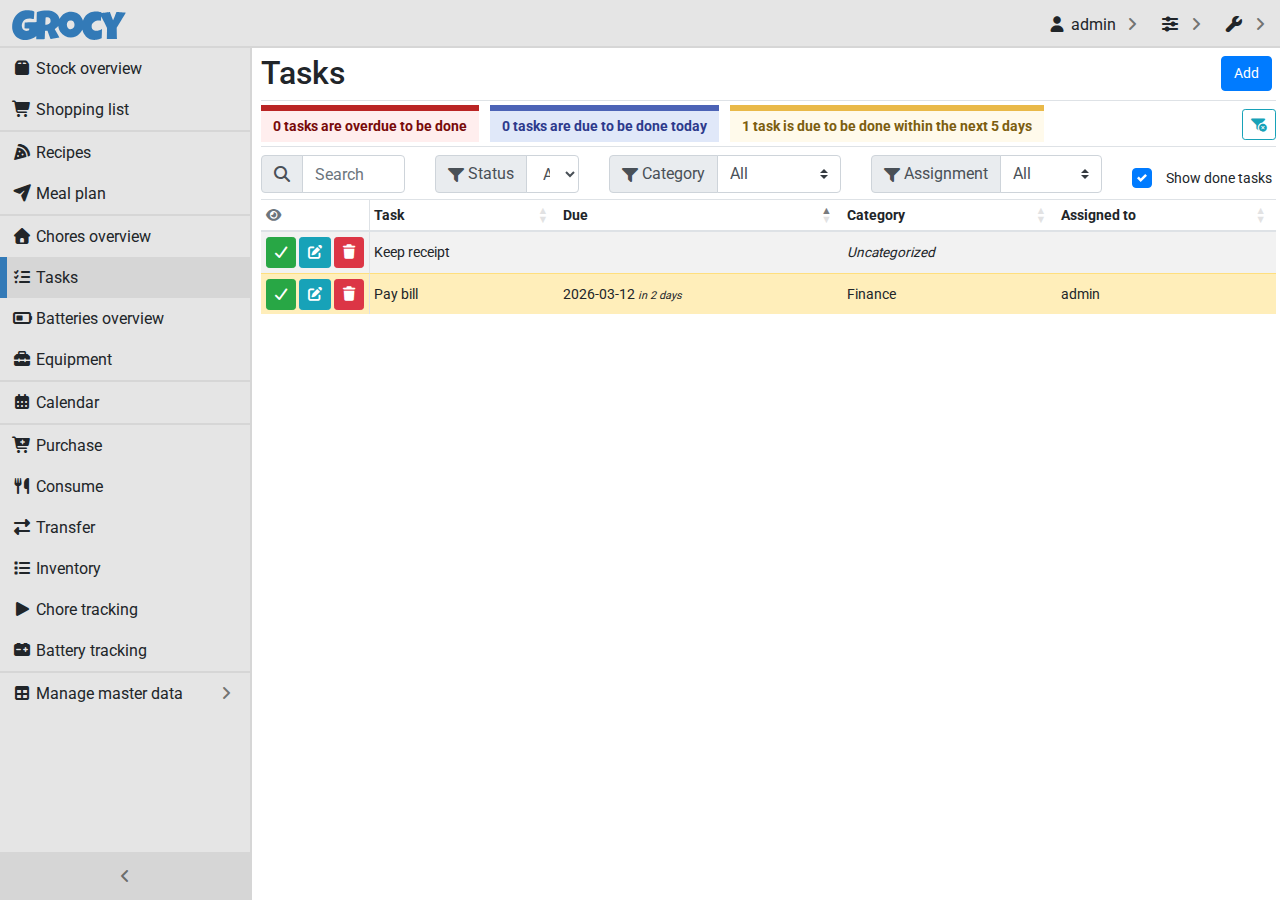 GROCY
admin
Stock overview
Shopping list
Recipes
Meal plan
Chores overview
Tasks
Batteries overview
Equipment
Calendar
Purchase
Consume
Transfer
Inventory
Chore tracking
Battery tracking
Manage master data
Tasks
Add
0 tasks are overdue to be done
0 tasks are due to be done today
1 task is due to be done within the next 5 days
Search
Status
Category
All
Assignment
All
Show done tasks
Task Due Category Assigned to
Keep receipt Uncategorized
Pay bill 2026-03-12 in 2 days Finance admin